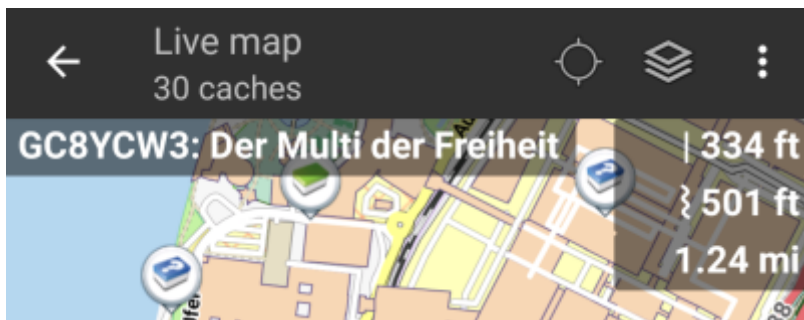 Live map
30 caches
GC8YCW3: Der Multi der Freiheit
334 ft
501 ft
1.24 mi